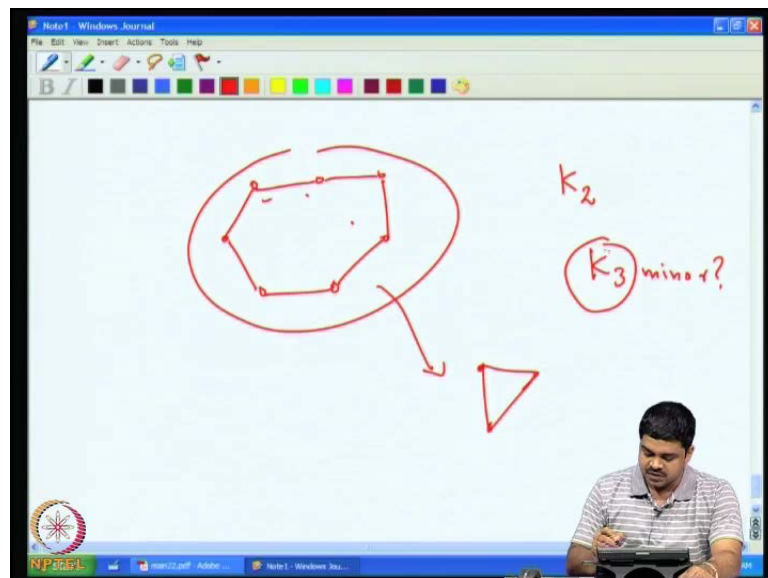 Note1 - Windows Journal
File Edit View Insert Actions Tools Help
B I
K2
K3 minor?
NPTEL
main22.pdf - Adobe ...
Note1 - Windows Jou...
AM